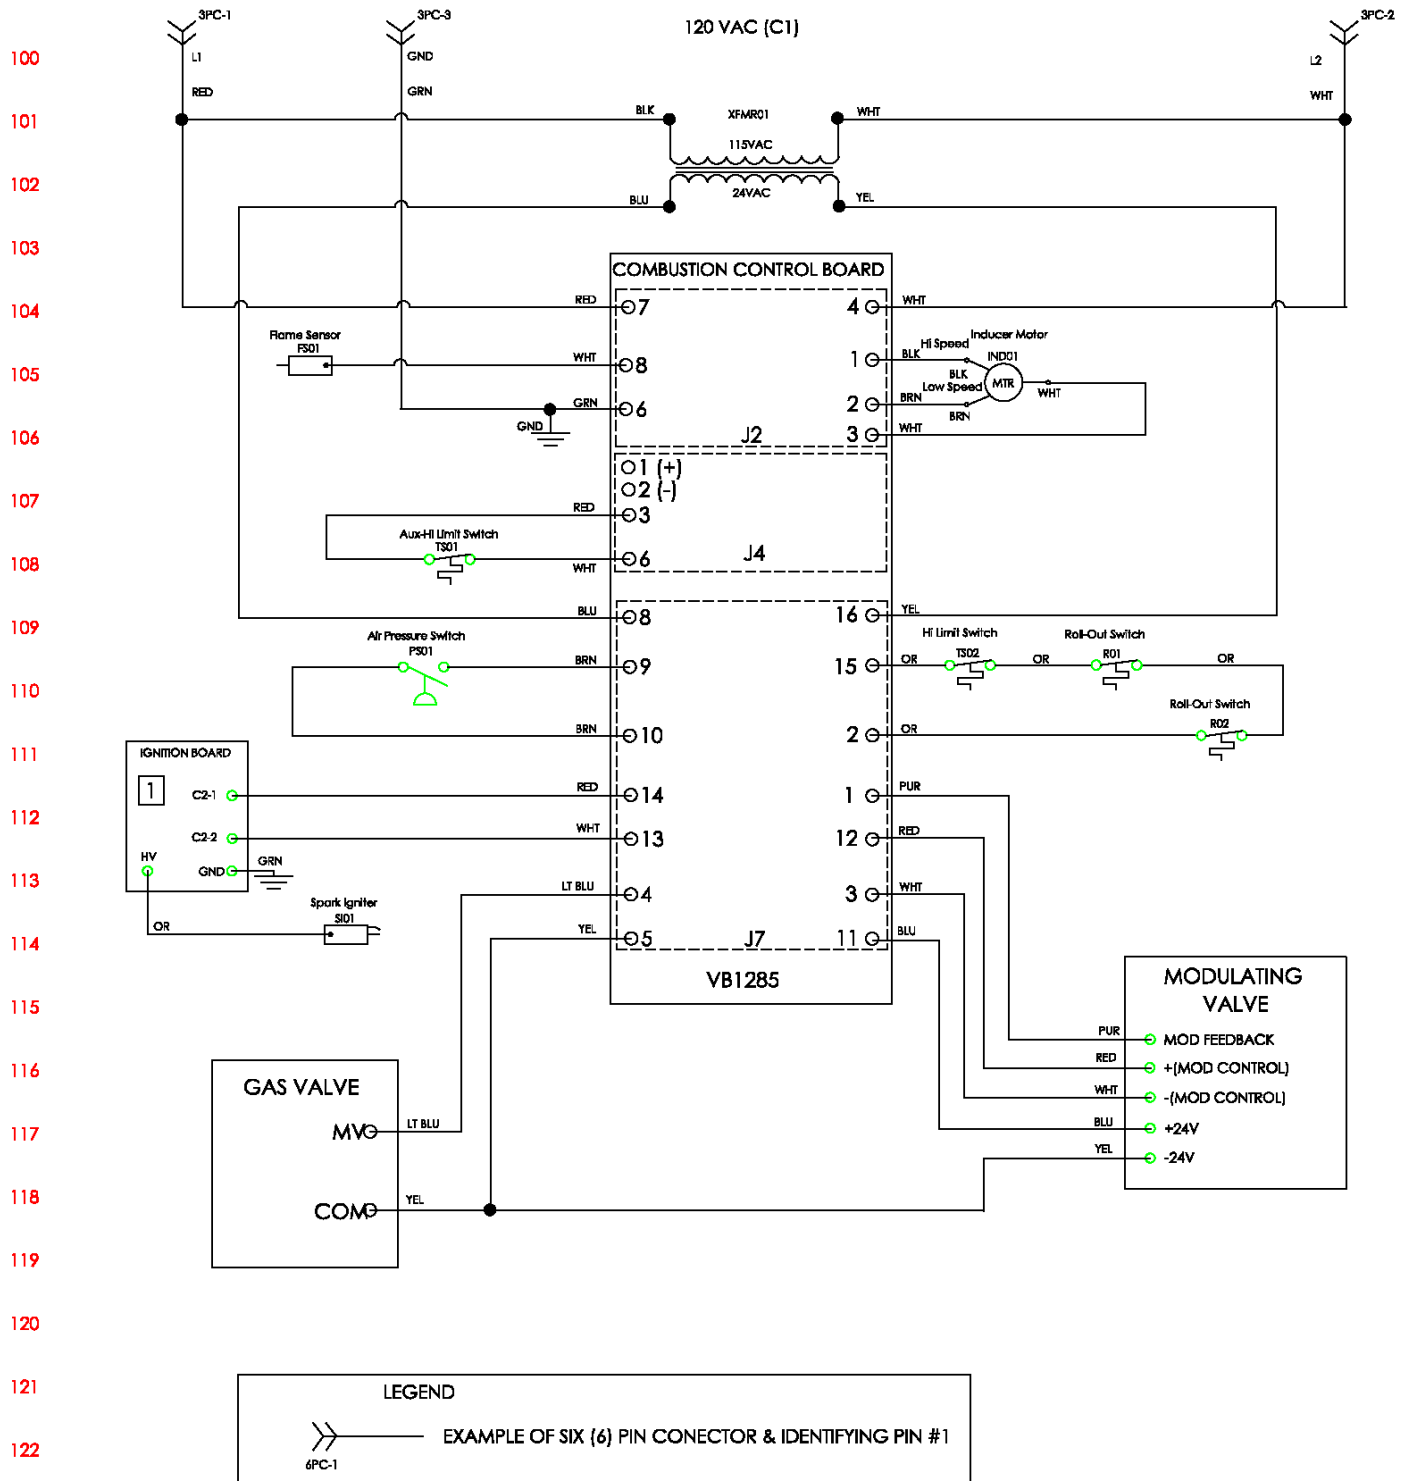 3PC-1
3PC-3
120 VAC (C1)
3PC-2
100
L1
GND
L2
RED
GRN
WHT
101
BLK
XFMR01
WHT
115VAC
102
24VAC
BLU
YEL
103
COMBUSTION CONTROL BOARD
104
RED
7
4
WHT
Flame Sensor
FS01
Hi Speed
Inducer Motor
WHT
8
1
BLK
IND01
105
BLK
MTR
Low Speed
WHT
GRN
6
2
BRN
BRN
GND
106
J2
3
WHT
1 (+)
2 (-)
107
RED
3
Aux-Hi Limit Switch
TS01
108
6
J4
WHT
109
BLU
8
16
YEL
Air Pressure Switch
PS01
Hi Limit Switch
TS02
Roll-Out Switch
R01
BRN
9
15
OR
OR
OR
110
Roll-Out Switch
R02
BRN
10
2
OR
111
IGNITION BOARD
1
C2-1
RED
14
1
PUR
112
C2-2
WHT
13
12
RED
HV
GND
GRN
113
LT BLU
4
3
WHT
Spark Igniter
SI01
OR
114
YEL
5
J7
11
BLU
VB1285
MODULATING
VALVE
115
PUR
MOD FEEDBACK
116
RED
+(MOD CONTROL)
GAS VALVE
WHT
-(MOD CONTROL)
117
MV
LT BLU
BLU
+24V
YEL
-24V
118
COM
YEL
119
120
121
LEGEND
122
EXAMPLE OF SIX (6) PIN CONECTOR & IDENTIFYING PIN #1
6PC-1